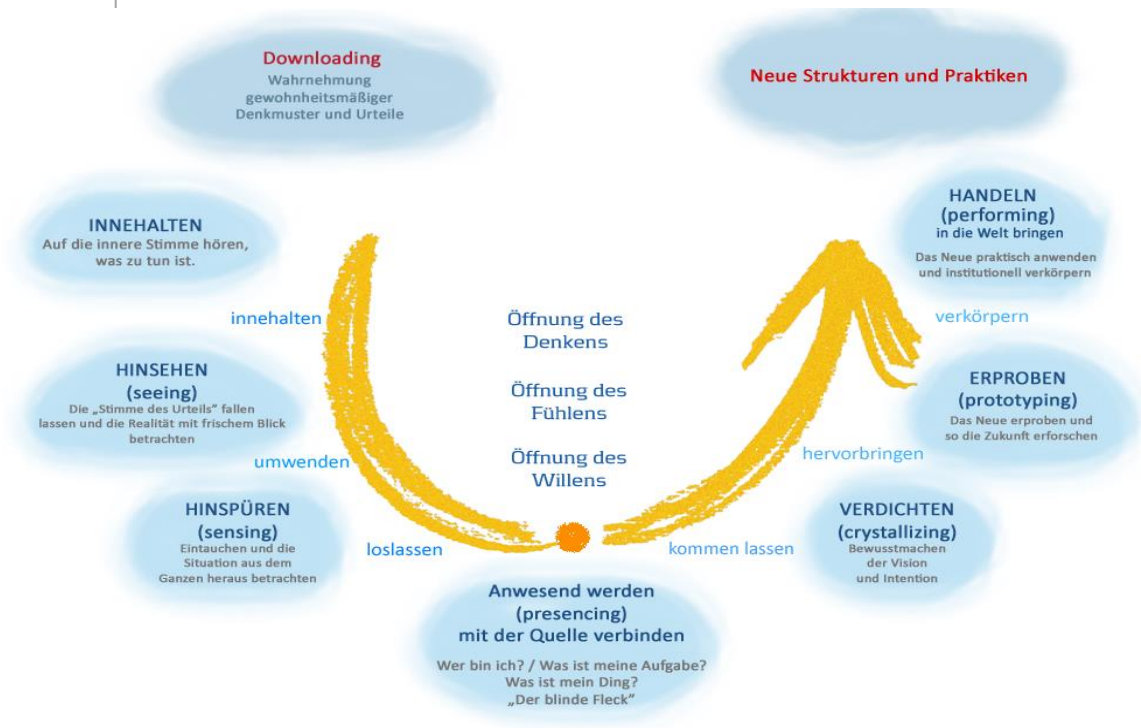 Downloading
Wahrnehmung
gewohnheitsmäßiger
Denkmuster und Urteile
Neue Strukturen und Praktiken
INNEHALTEN
Auf die innere Stimme hören,
was zu tun ist.
innehalten
HINSEHEN
(seeing)
Die „Stimme des Urteils” fallen
lassen und die Realität mit frischem Blick
betrachten
umwenden
HINSPÜREN
(sensing)
Eintauchen und die
Situation aus dem
Ganzen heraus betrachten
loslassen
Öffnung des
Denkens
Öffnung des
Fühlens
Öffnung des
Willens
Anwesend werden
(presencing)
mit der Quelle verbinden
Wer bin ich? / Was ist meine Aufgabe?
Was ist mein Ding?
„Der blinde Fleck”
kommen lassen
VERDICHTEN
(crystallizing)
Bewusstmachen
der Vision
und Intention
hervorbringen
ERPROBEN
(prototyping)
Das Neue erproben und
so die Zukunft erforschen
verkörpern
HANDELN
(performing)
in die Welt bringen
Das Neue praktisch anwenden
und institutionell verkörpern